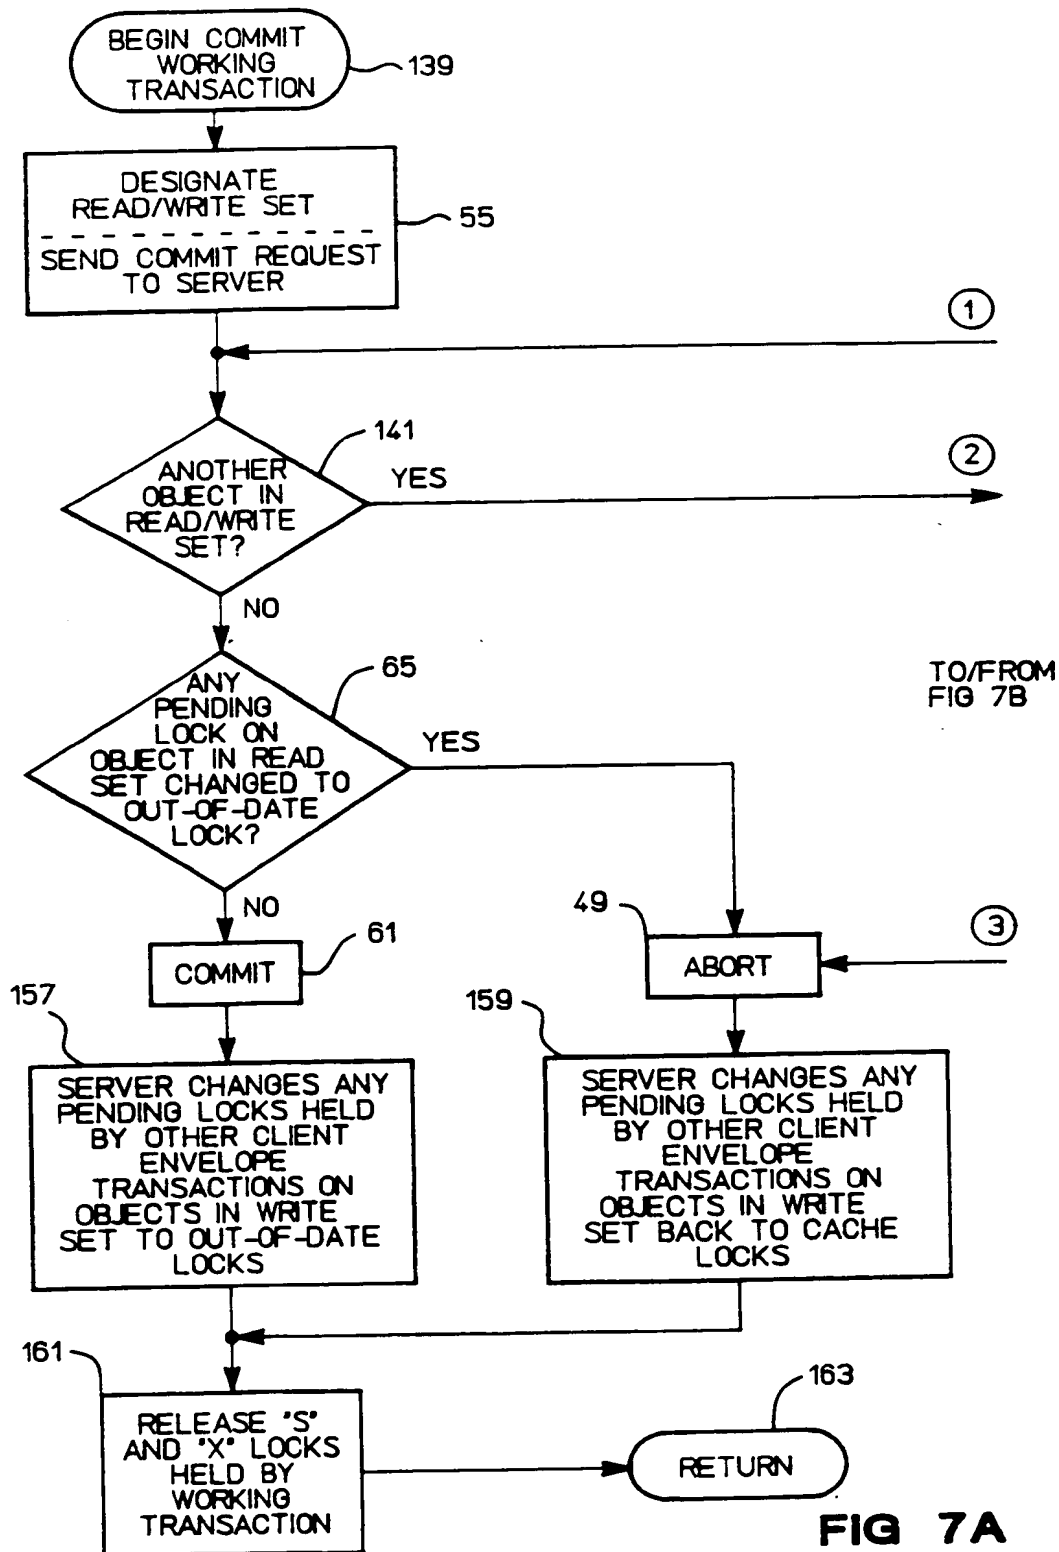 BEGIN COMMIT
WORKING
TRANSACTION
139
DESIGNATE
READ/WRITE SET
SEND COMMIT REQUEST
TO SERVER
55
1
141
ANOTHER
OBJECT IN
READ/WRITE
SET?
YES
2
NO
65
ANY
PENDING
LOCK ON
OBJECT IN READ
SET CHANGED TO
OUT-OF-DATE
LOCK?
YES
TO/FROM
FIG 7B
NO
61
COMMIT
49
ABORT
3
157
SERVER CHANGES ANY
PENDING LOCKS HELD
BY OTHER CLIENT
ENVELOPE
TRANSACTIONS ON
OBJECTS IN WRITE
SET TO OUT-OF-DATE
LOCKS
159
SERVER CHANGES ANY
PENDING LOCKS HELD
BY OTHER CLIENT
ENVELOPE
TRANSACTIONS ON
OBJECTS IN WRITE
SET BACK TO CACHE
LOCKS
161
RELEASE "S"
AND "X" LOCKS
HELD BY
WORKING
TRANSACTION
163
RETURN
FIG 7A